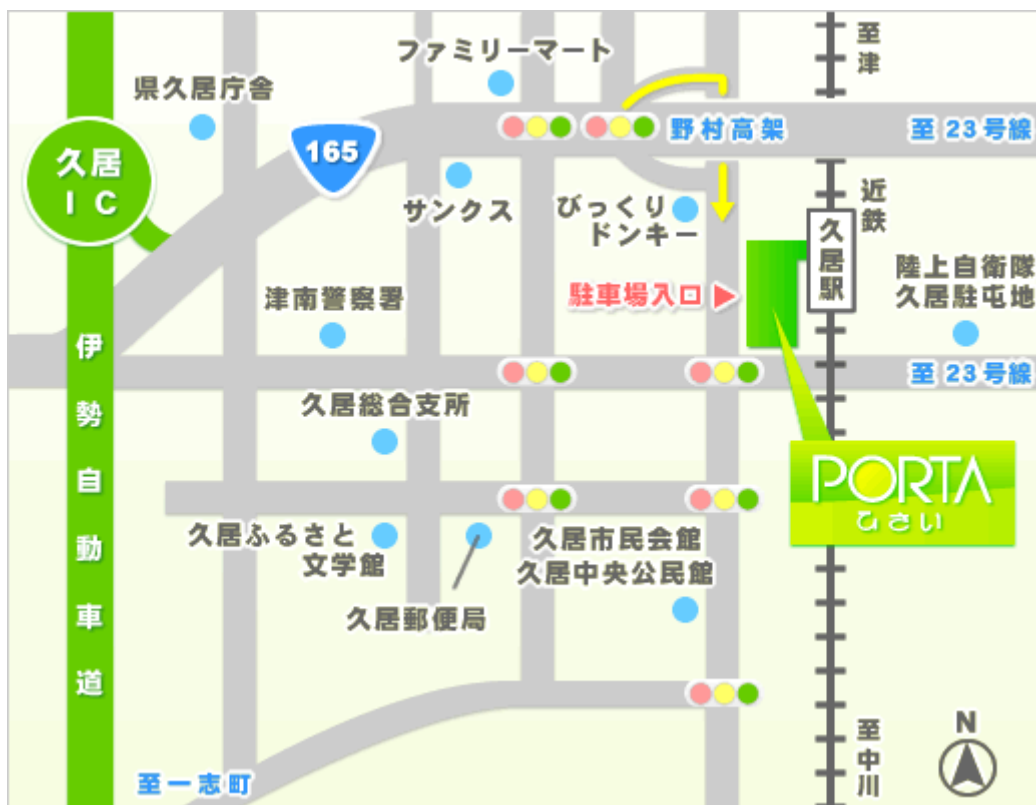 ファミリーマート
至津
県久居庁舎
久居
IC
165
野村高架
至23号線
サンクス
びっくり
ドンキー
近鉄
久居駅
陸上自衛隊
久居駐屯地
駐車場入口
津南警察署
伊勢自動車道
至23号線
久居総合支所
PORTA
ひさい
久居ふるさと
文学館
久居市民会館
久居中央公民館
久居郵便局
至中川
N
至一志町